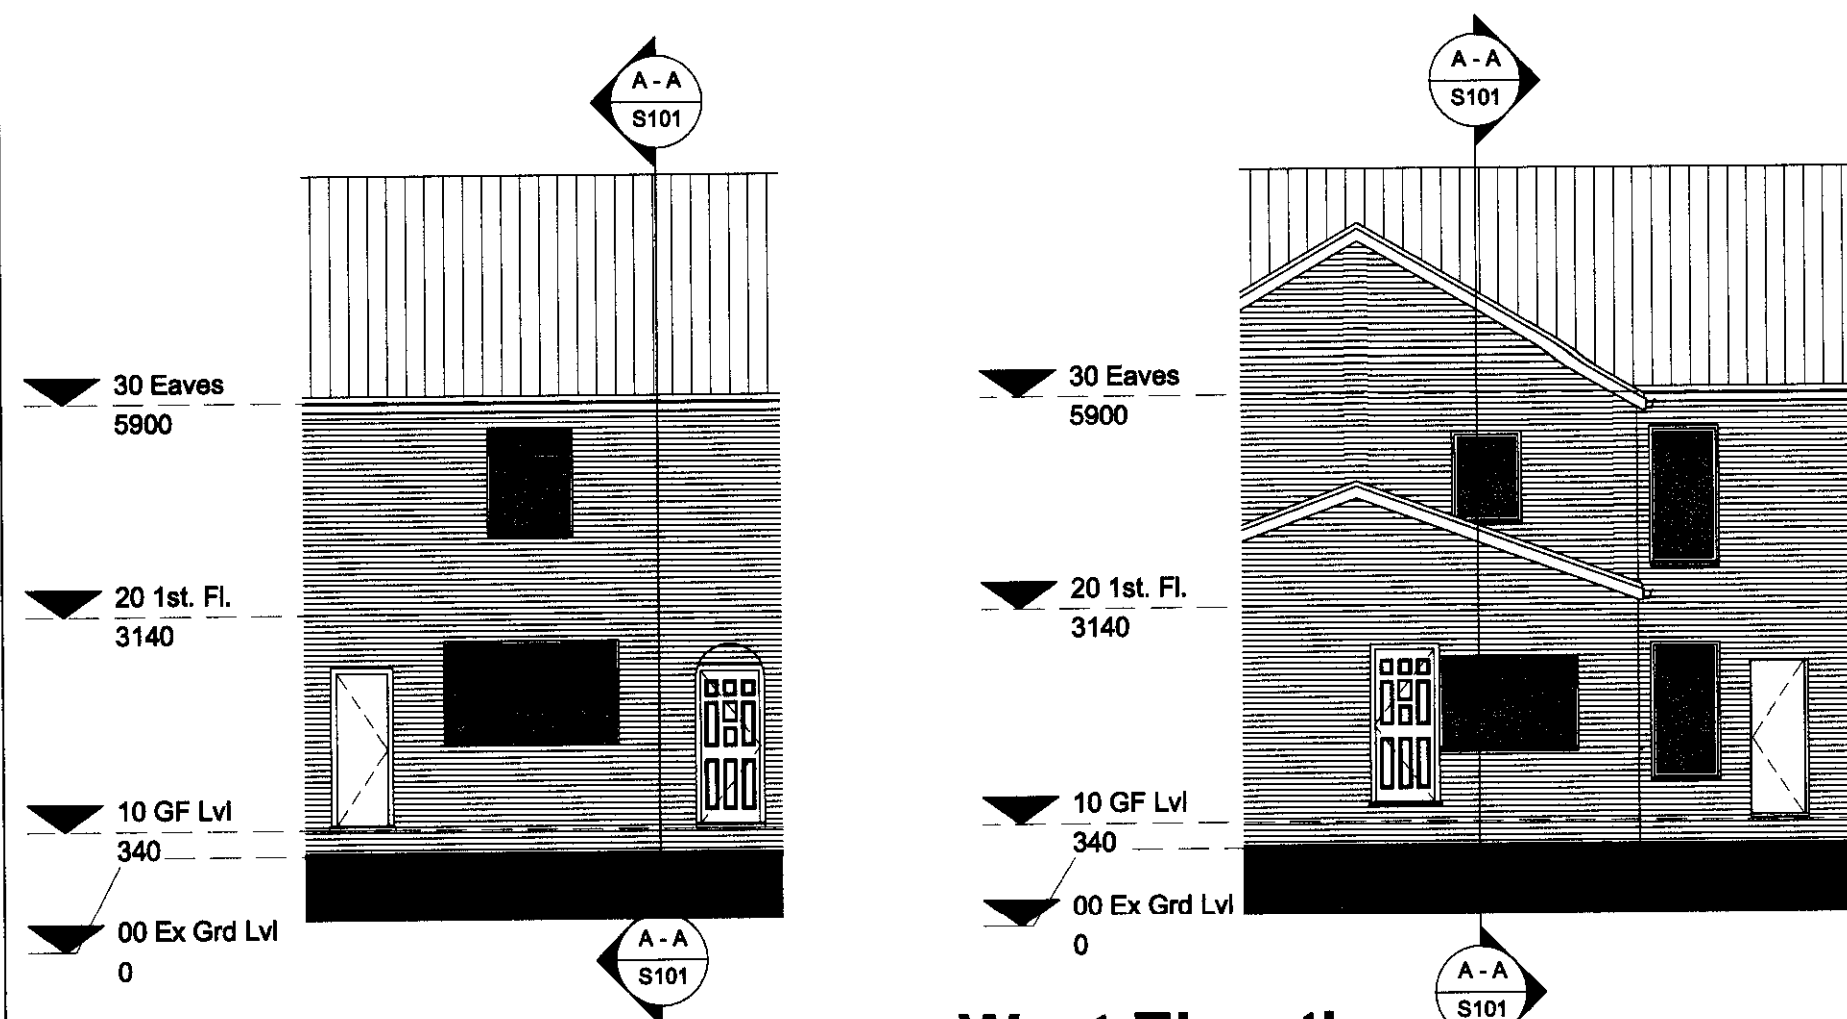 A - A
S101
30 Eaves
5900
20 1st. Fl.
3140
10 GF Lvl
340
00 Ex Grd Lvl
0
A - A
S101
A - A
S101
30 Eaves
5900
20 1st. Fl.
3140
10 GF Lvl
340
00 Ex Grd Lvl
0
A - A
S101